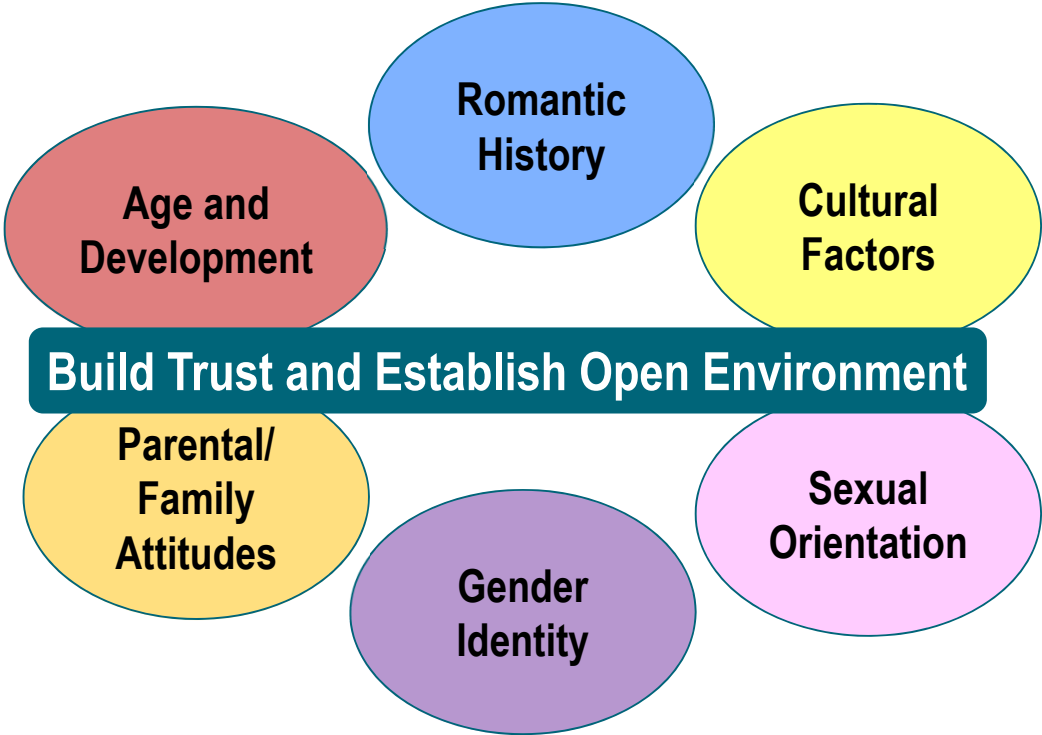 Romantic
History
Age and
Development
Cultural
Factors
Build Trust and Establish Open Environment
Parental/
Family
Attitudes
Sexual
Orientation
Gender
Identity